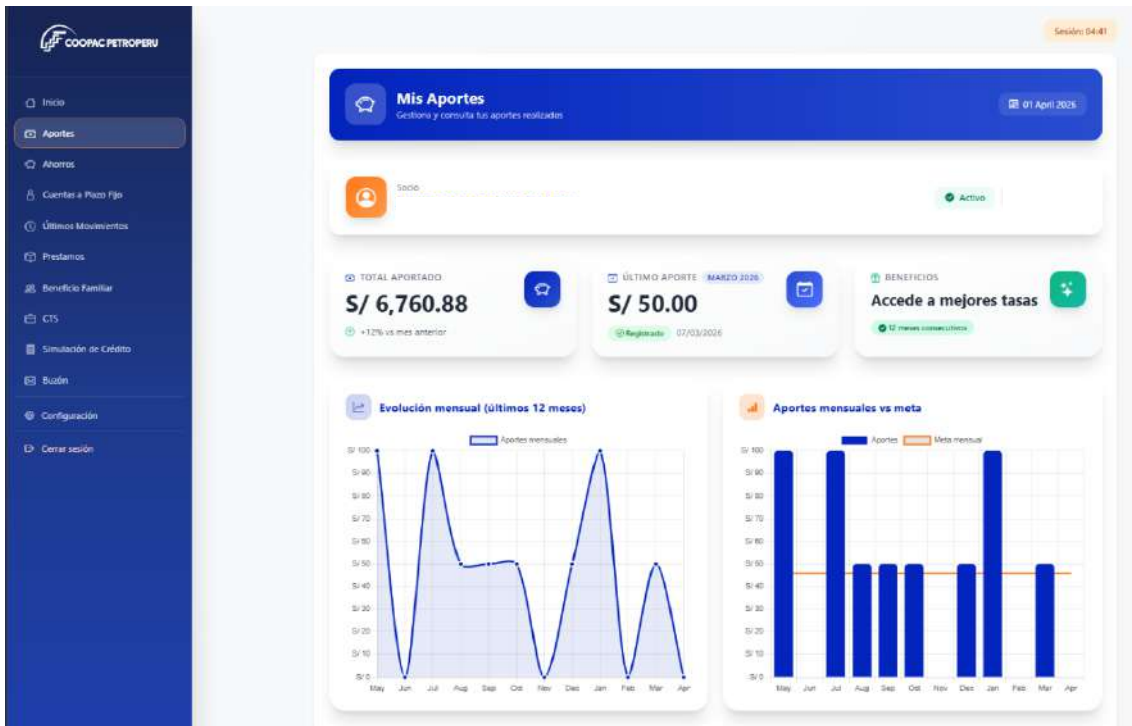 COOPAC PETROPERU
Inicio
Aportes
Ahorros
Cuentas a Plazo Fijo
Últimos Movimientos
Prestamos
Beneficio Familiar
CTS
Simulación de Crédito
Buzón
Configuración
Cerrar sesión
Sesión: 04:41
Mis Aportes
Gestiona y consulta tus aportes realizados
01 April 2026
Socio
Activo
TOTAL APORTADO
S/ 6,760.88
+12% vs mes anterior
ÚLTIMO APORTE MARZO 2026
S/ 50.00
Registrado 07/03/2026
BENEFICIOS
Accede a mejores tasas
12 meses consecutivos
Evolución mensual (últimos 12 meses)
Aportes mensuales
S/ 100
S/ 90
S/ 80
S/ 70
S/ 60
S/ 50
S/ 40
S/ 30
S/ 20
S/ 10
S/ 0
May Jun Jul Aug Sep Oct Nov Dec Jan Feb Mar Apr
Aportes mensuales vs meta
Aportes Meta mensual
S/ 100
S/ 90
S/ 80
S/ 70
S/ 60
S/ 50
S/ 40
S/ 30
S/ 20
S/ 10
S/ 0
May Jun Jul Aug Sep Oct Nov Dec Jan Feb Mar Apr